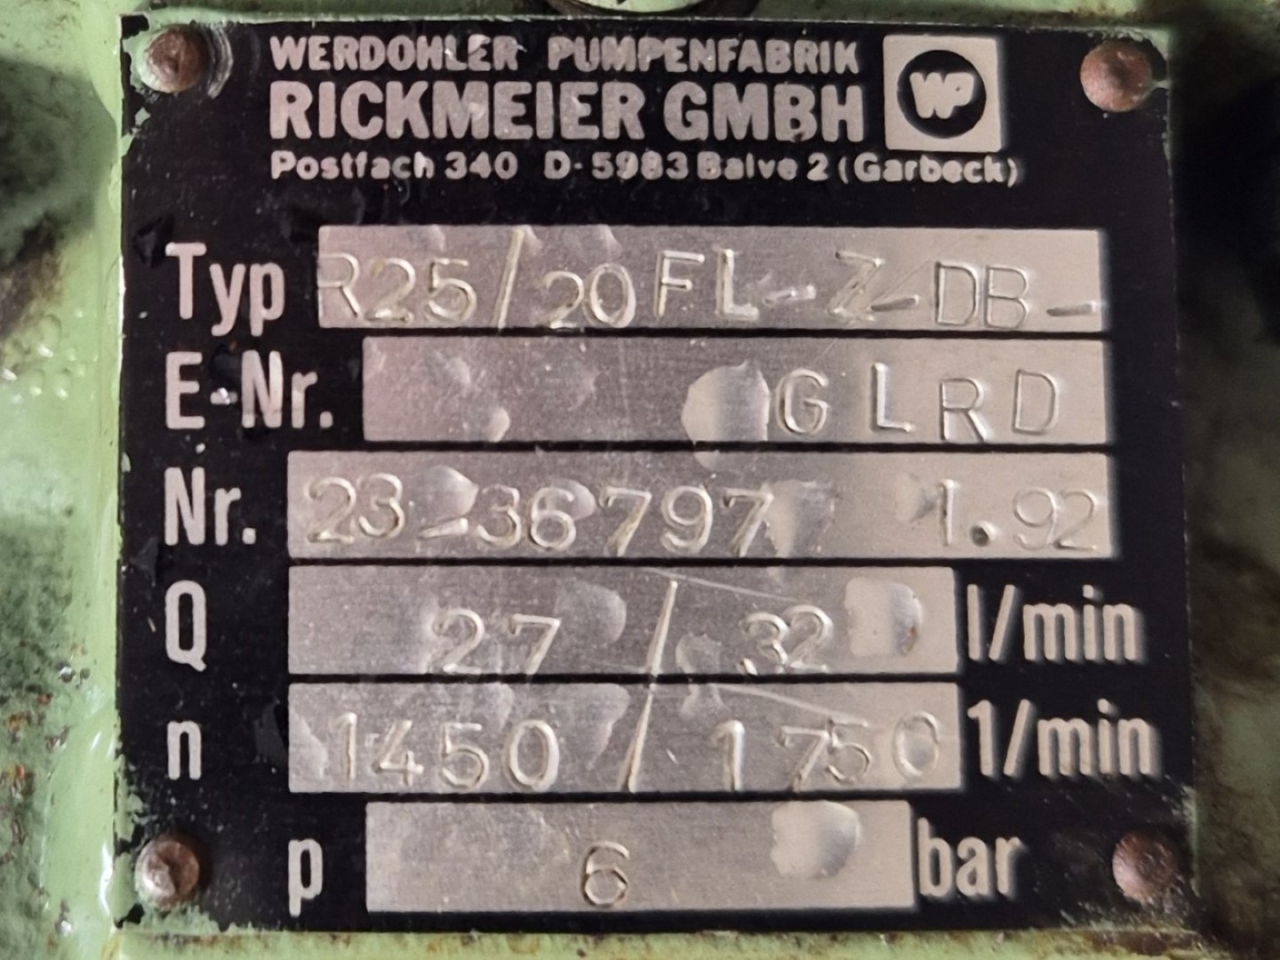 WERDOHLER PUMPENFABRIK
RICKMEIER GMBH WP
Postfach 340 D-5983 Balve 2 (Garbeck)
Typ R25/20 FL-Z-DB-
E-Nr. GLRD
Nr. 23-36797 1.92
Q 27/32 l/min
n 1450/1750 1/min
p 6 bar